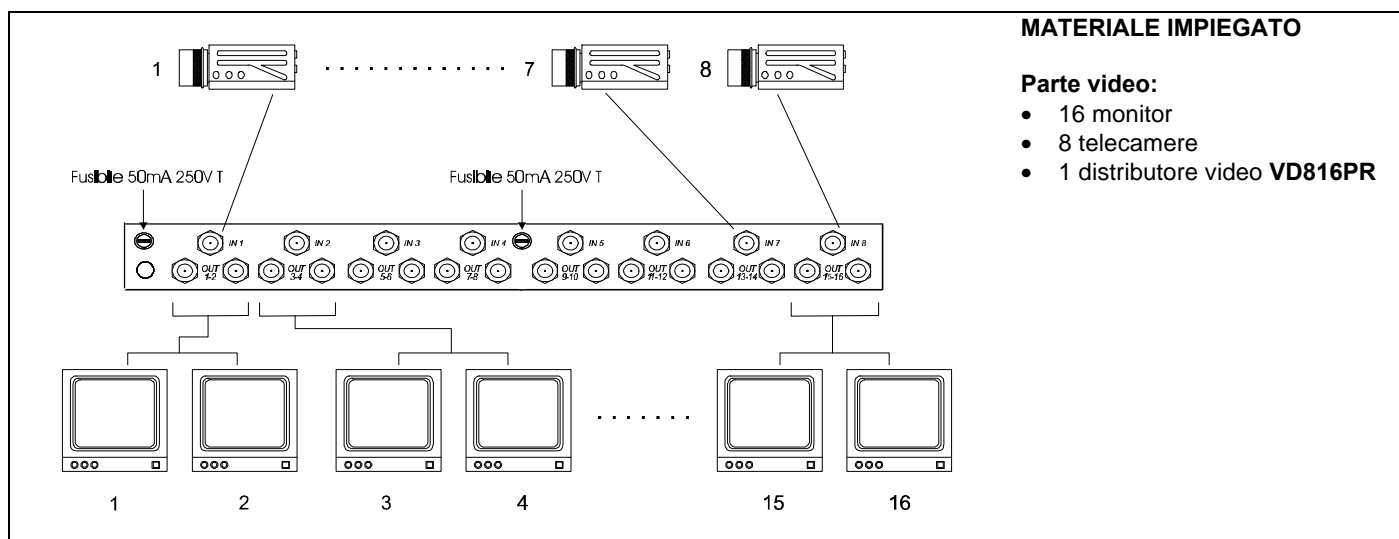 MATERIALE IMPIEGATO
Parte video:
• 16 monitor
• 8 telecamere
• 1 distributore video VD816PR
1 . . . . . . . . . . . . . 7 8
Fusibile 50mA 250V T Fusibile 50mA 250V T
IN 1 IN 2 IN 3 IN 4 IN 5 IN 6 IN 7 IN 8
OUT OUT OUT OUT OUT OUT OUT OUT
1-2 3-4 5-6 7-8 9-10 11-12 13-14 15-16
. . . . . . .
1 2 3 4 15 16